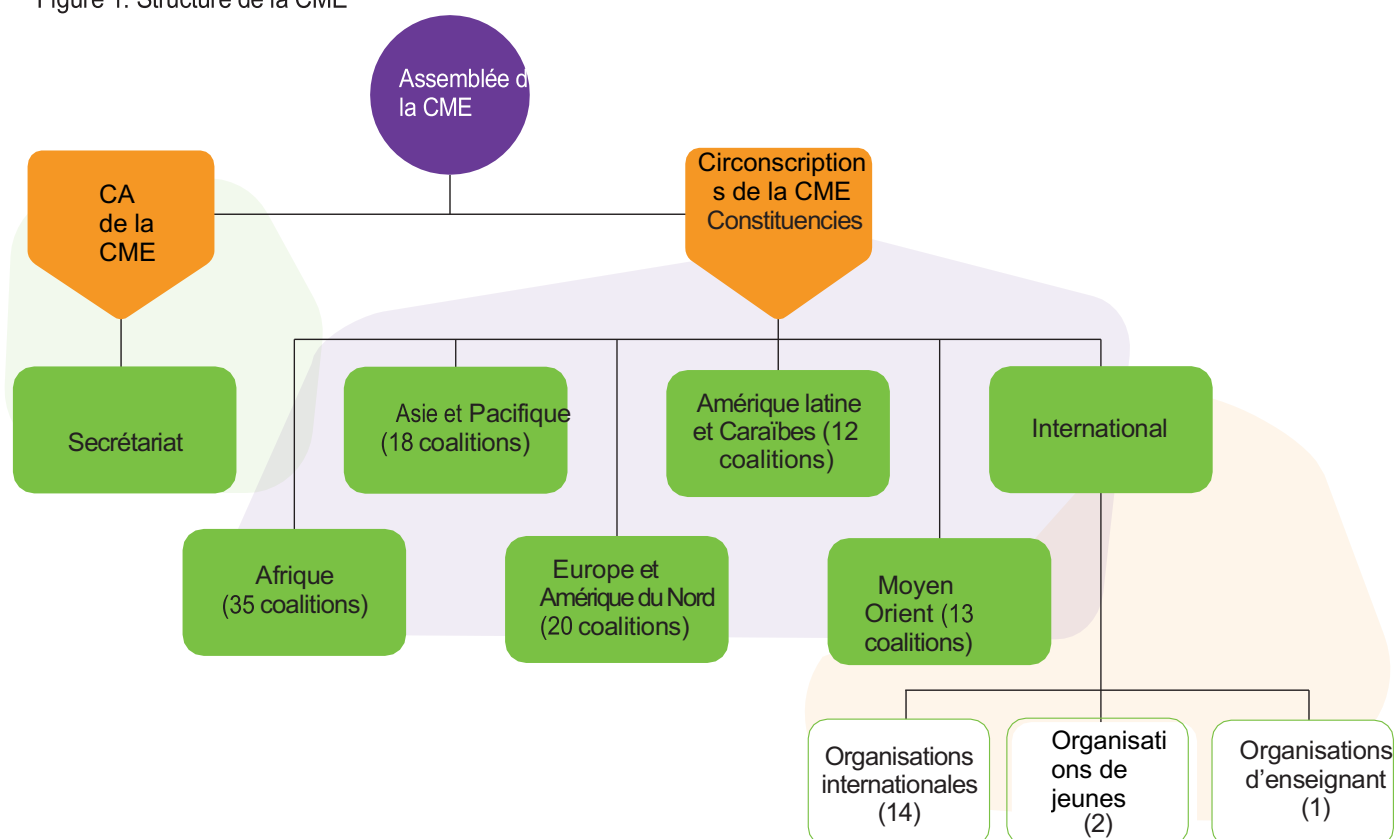 Figure 1: Structure de la CME
Assemblée d
la CME
CA
de la
CME
Circonscription
s de la CME
Constituencies
Secrétariat
Asie et Pacifique
(18 coalitions)
Amérique latine
et Caraïbes (12
coalitions)
International
Afrique
(35 coalitions)
Europe et
Amérique du Nord
(20 coalitions)
Moyen
Orient (13
coalitions)
Organisations
internationales
(14)
Organisati
ons de
jeunes
(2)
Organisations
d’enseignant
(1)